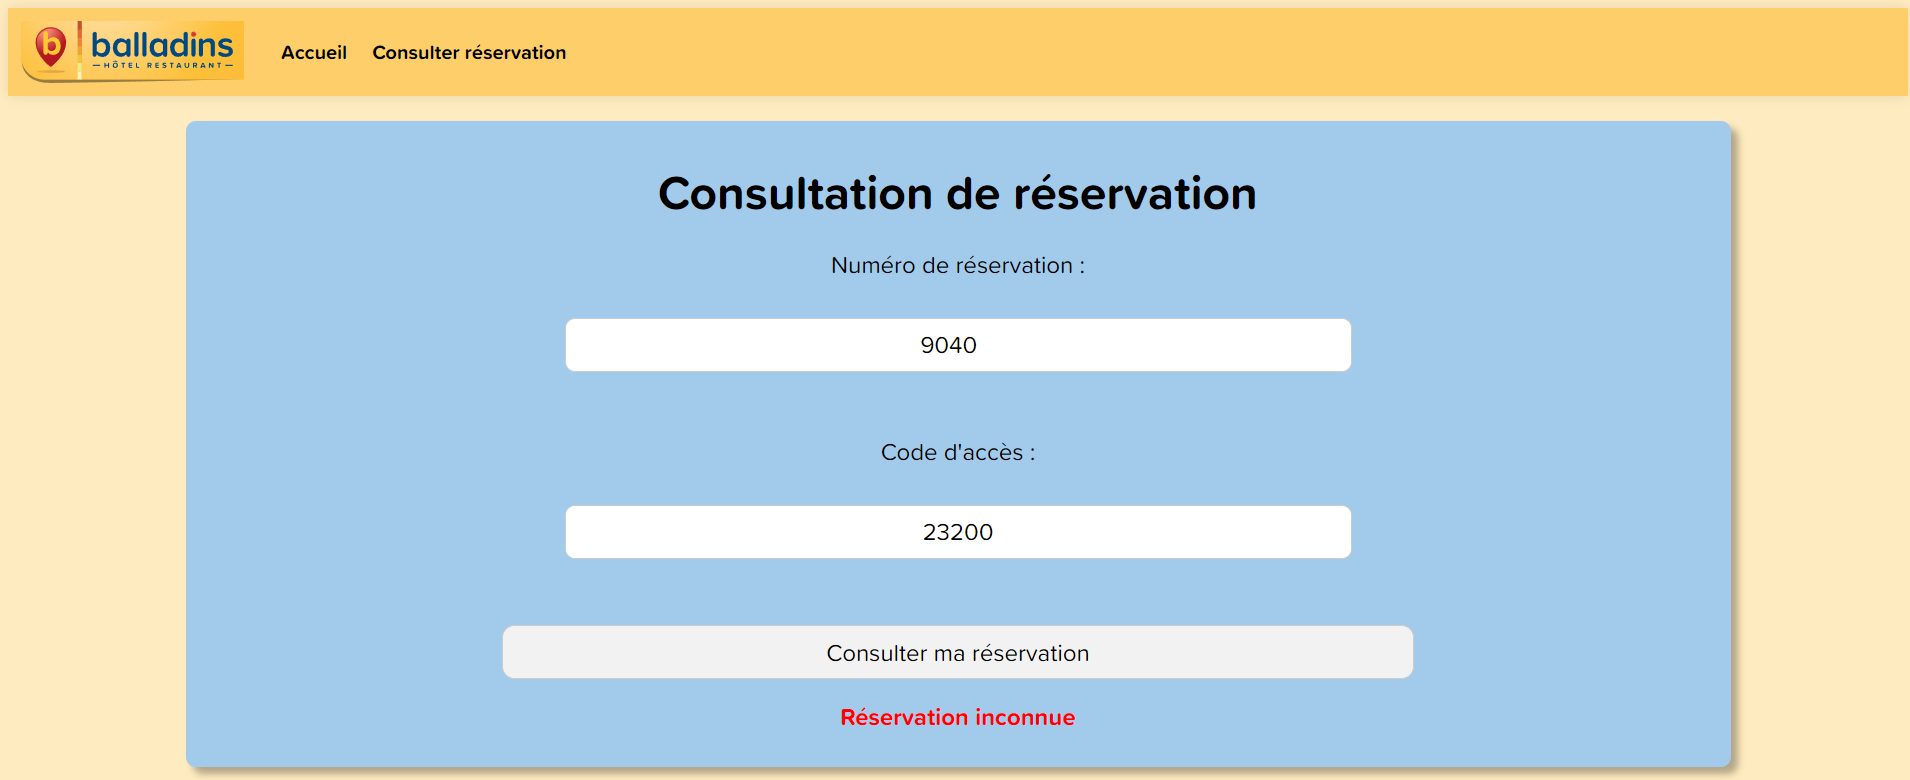 balladins
HÔTEL RESTAURANT
Accueil
Consulter réservation
Consultation de réservation
Numéro de réservation :
9040
Code d'accès :
23200
Consulter ma réservation
Réservation inconnue